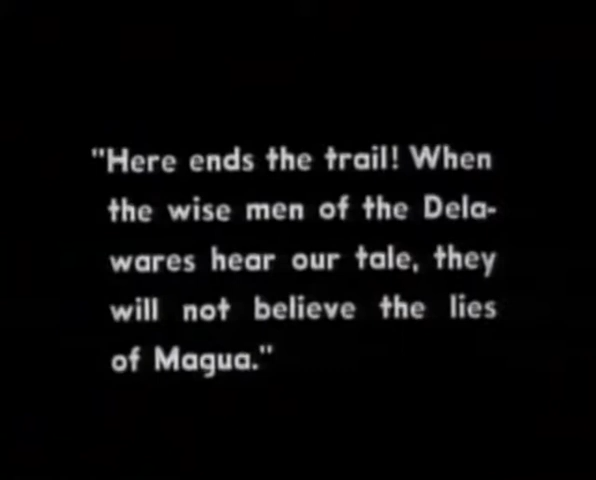 "Here ends the trail! When
the wise men of the Dela-
wares hear our tale, they
will not believe the lies
of Magua."